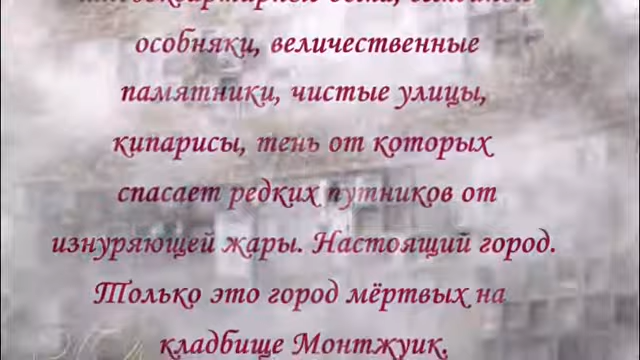 особняки, величественные
памятники, чистые улицы,
кипарисы, тень от которых
спасает редких путников от
изнуряющей жары. Настоящий город.
Только это город мёртвых на
кладбище Монтжуик.